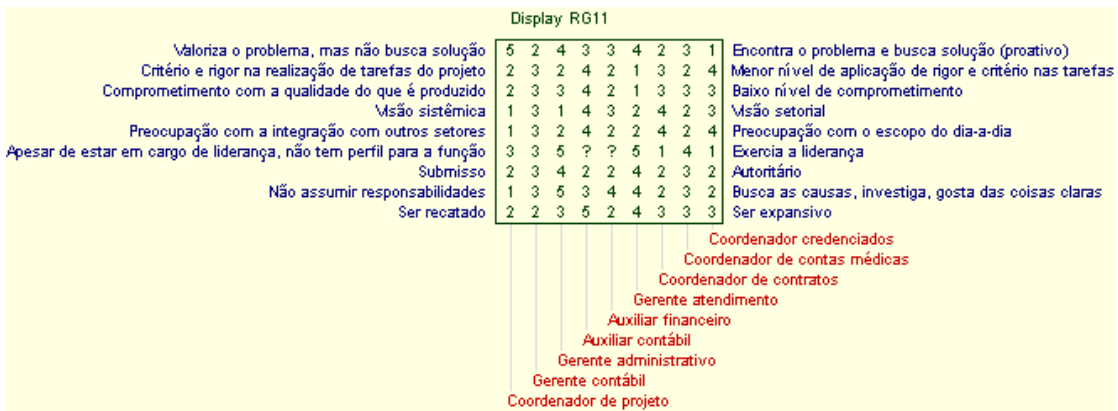 Display RG11
Valoriza o problema, mas não busca solução 5 2 4 3 3 4 2 3 1 Encontra o problema e busca solução (proativo)
Critério e rigor na realização de tarefas do projeto 2 3 2 4 2 1 3 2 4 Menor nível de aplicação de rigor e critério nas tarefas
Comprometimento com a qualidade do que é produzido 2 3 3 4 2 1 3 3 3 Baixo nível de comprometimento
Visão sistêmica 1 3 1 4 3 2 4 2 3 Visão setorial
Preocupação com a integração com outros setores 1 3 2 4 2 2 4 2 4 Preocupação com o escopo do dia-a-dia
Apesar de estar em cargo de liderança, não tem perfil para a função 3 3 5 ? ? 5 1 4 1 Exercia a liderança
Submisso 2 3 4 2 2 4 2 3 2 Autoritário
Não assumir responsabilidades 1 3 5 3 4 4 2 3 2 Busca as causas, investiga, gosta das coisas claras
Ser recatado 2 2 3 5 2 4 3 3 3 Ser expansivo
Coordenador credenciados
Coordenador de contas médicas
Coordenador de contratos
Gerente atendimento
Auxiliar financeiro
Auxiliar contábil
Gerente administrativo
Gerente contábil
Coordenador de projeto